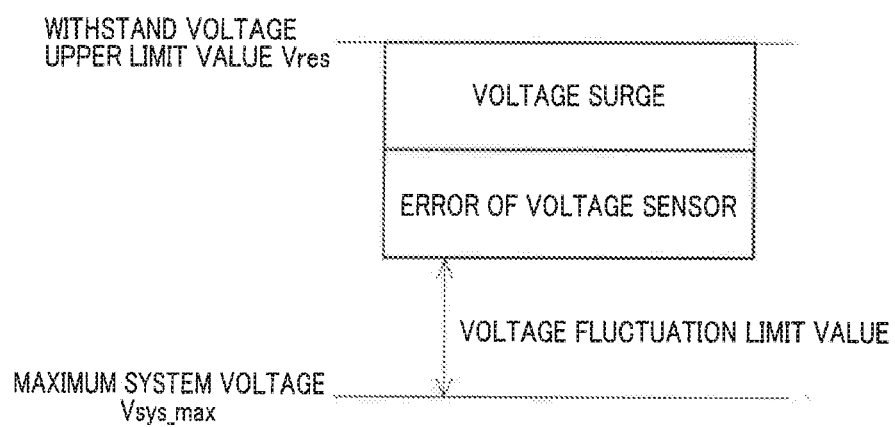 WITHSTAND VOLTAGE
UPPER LIMIT VALUE Vres
VOLTAGE SURGE
ERROR OF VOLTAGE SENSOR
VOLTAGE FLUCTUATION LIMIT VALUE
MAXIMUM SYSTEM VOLTAGE
Vsys_max